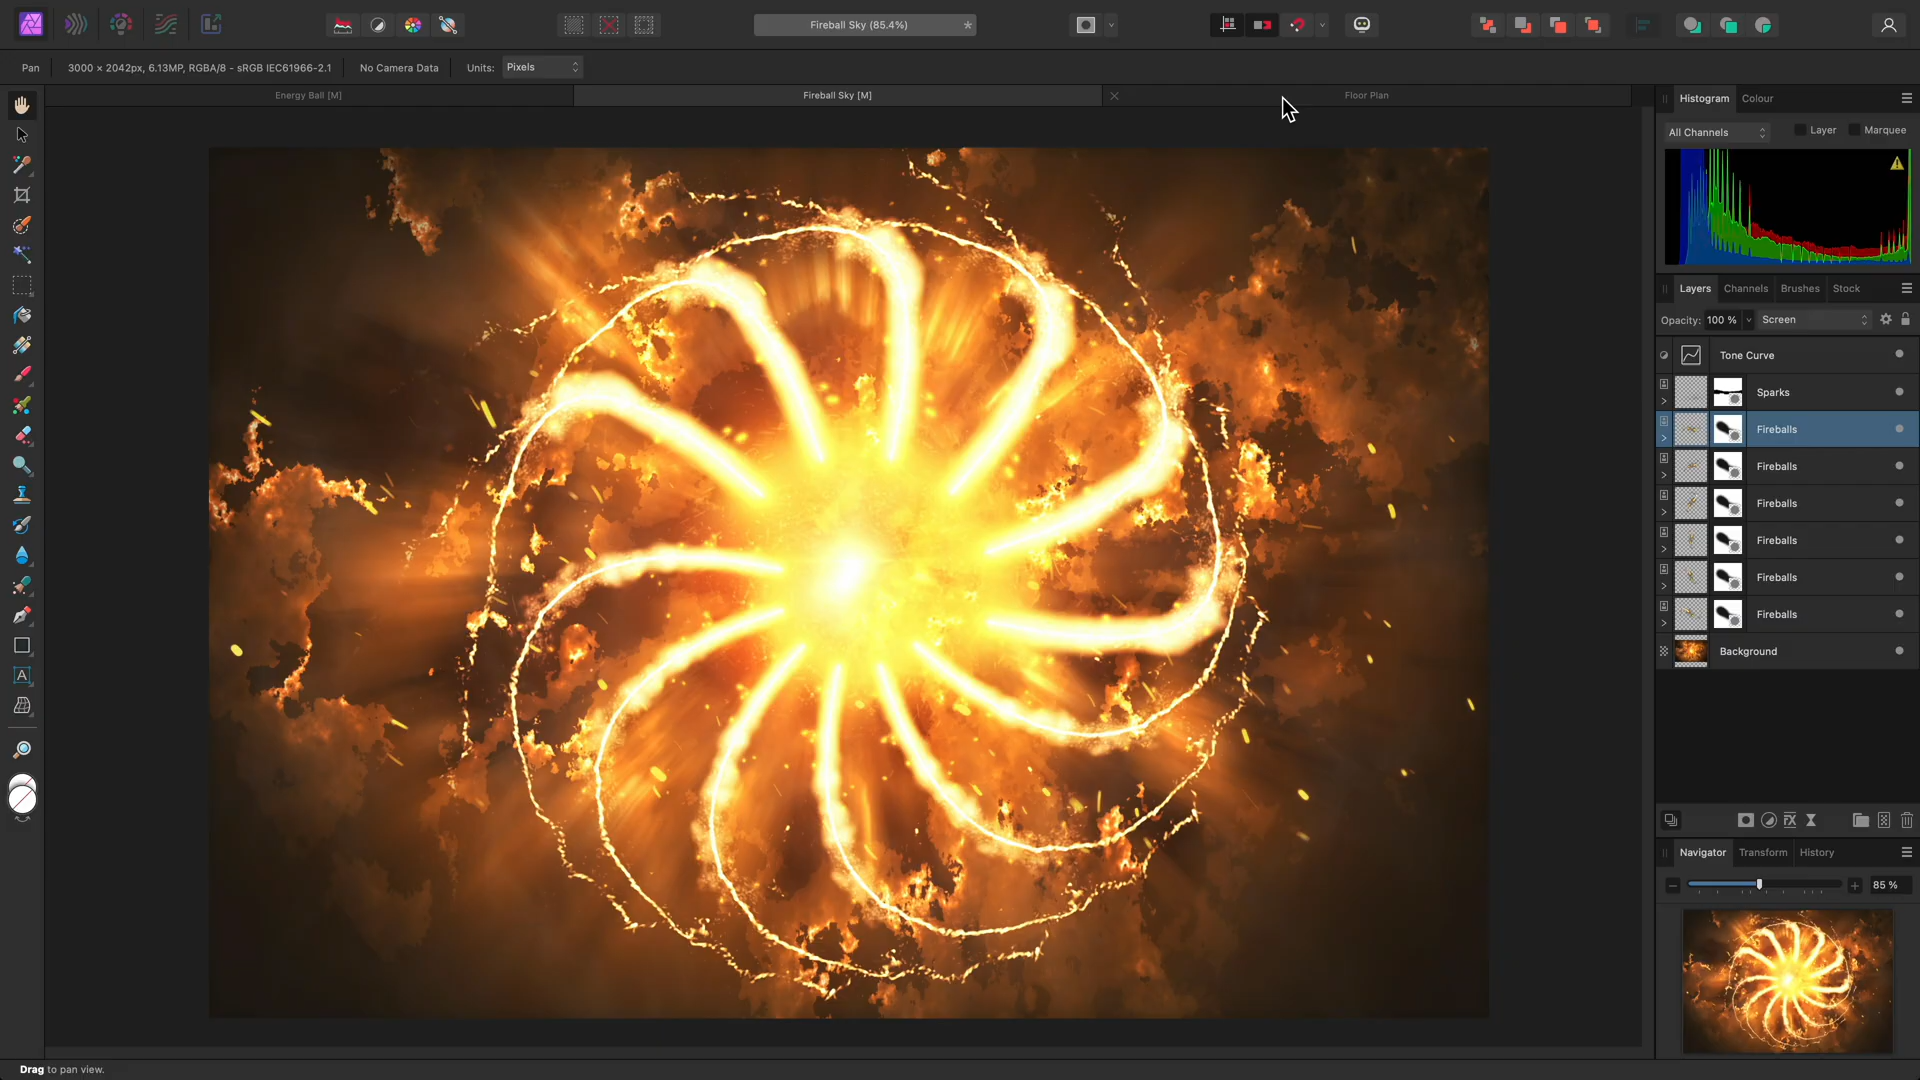 Fireball Sky (85.4%)
*
Pan
3000 × 2042px, 6.13MP, RGBA/8 - sRGB IEC61966-2.1
No Camera Data
Units:
Pixels
Energy Ball [M]
Fireball Sky [M]
Floor Plan
Histogram
Colour
All Channels
Layer
Marquee
Layers
Channels
Brushes
Stock
Opacity:
100 %
Screen
Tone Curve
Sparks
Fireballs
Fireballs
Fireballs
Fireballs
Fireballs
Fireballs
Background
Navigator
Transform
History
85 %
Drag to pan view.